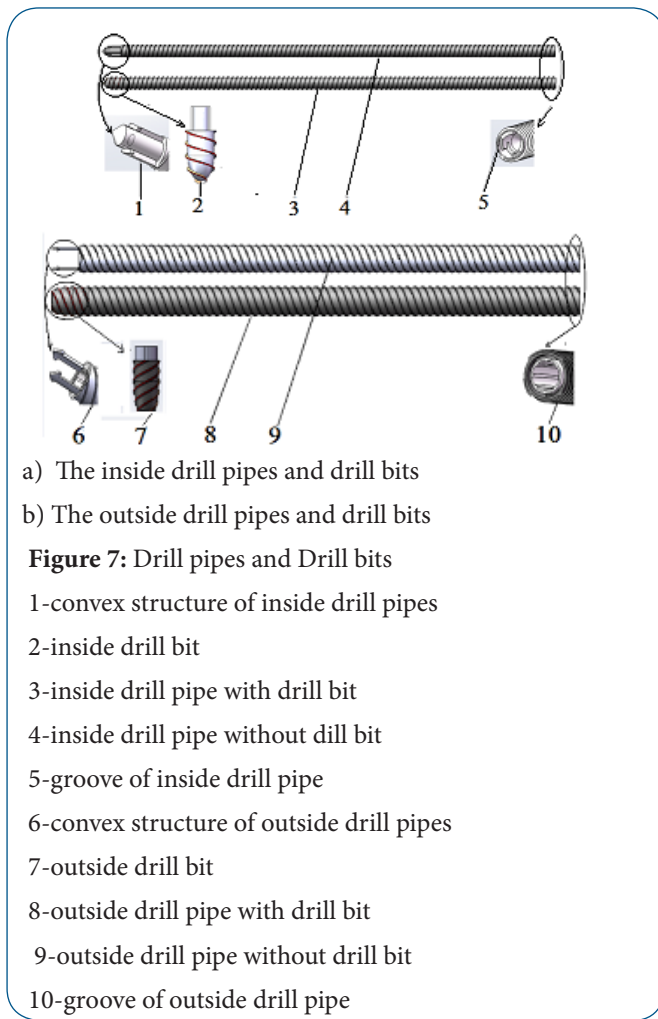 1 2 3 4 5
6 7 8 9 10
a) The inside drill pipes and drill bits
b) The outside drill pipes and drill bits
Figure 7: Drill pipes and Drill bits
1-convex structure of inside drill pipes
2-inside drill bit
3-inside drill pipe with drill bit
4-inside drill pipe without dill bit
5-groove of inside drill pipe
6-convex structure of outside drill pipes
7-outside drill bit
8-outside drill pipe with drill bit
9-outside drill pipe without drill bit
10-groove of outside drill pipe